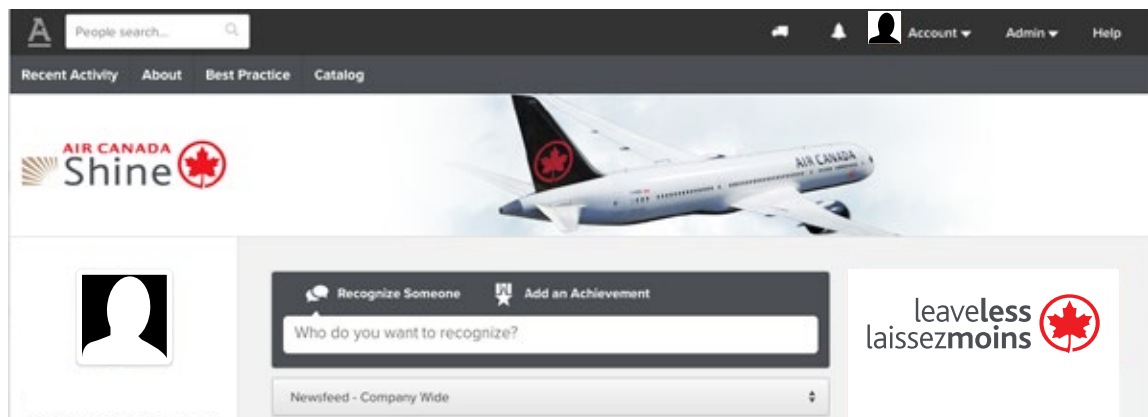 A
People search...
Account
Admin
Help
Recent Activity
About
Best Practice
Catalog
AIR CANADA
Shine
AIR CANADA
Recognize Someone
Add an Achievement
Who do you want to recognize?
leaveless
laissezmoins
Newsfeed - Company Wide